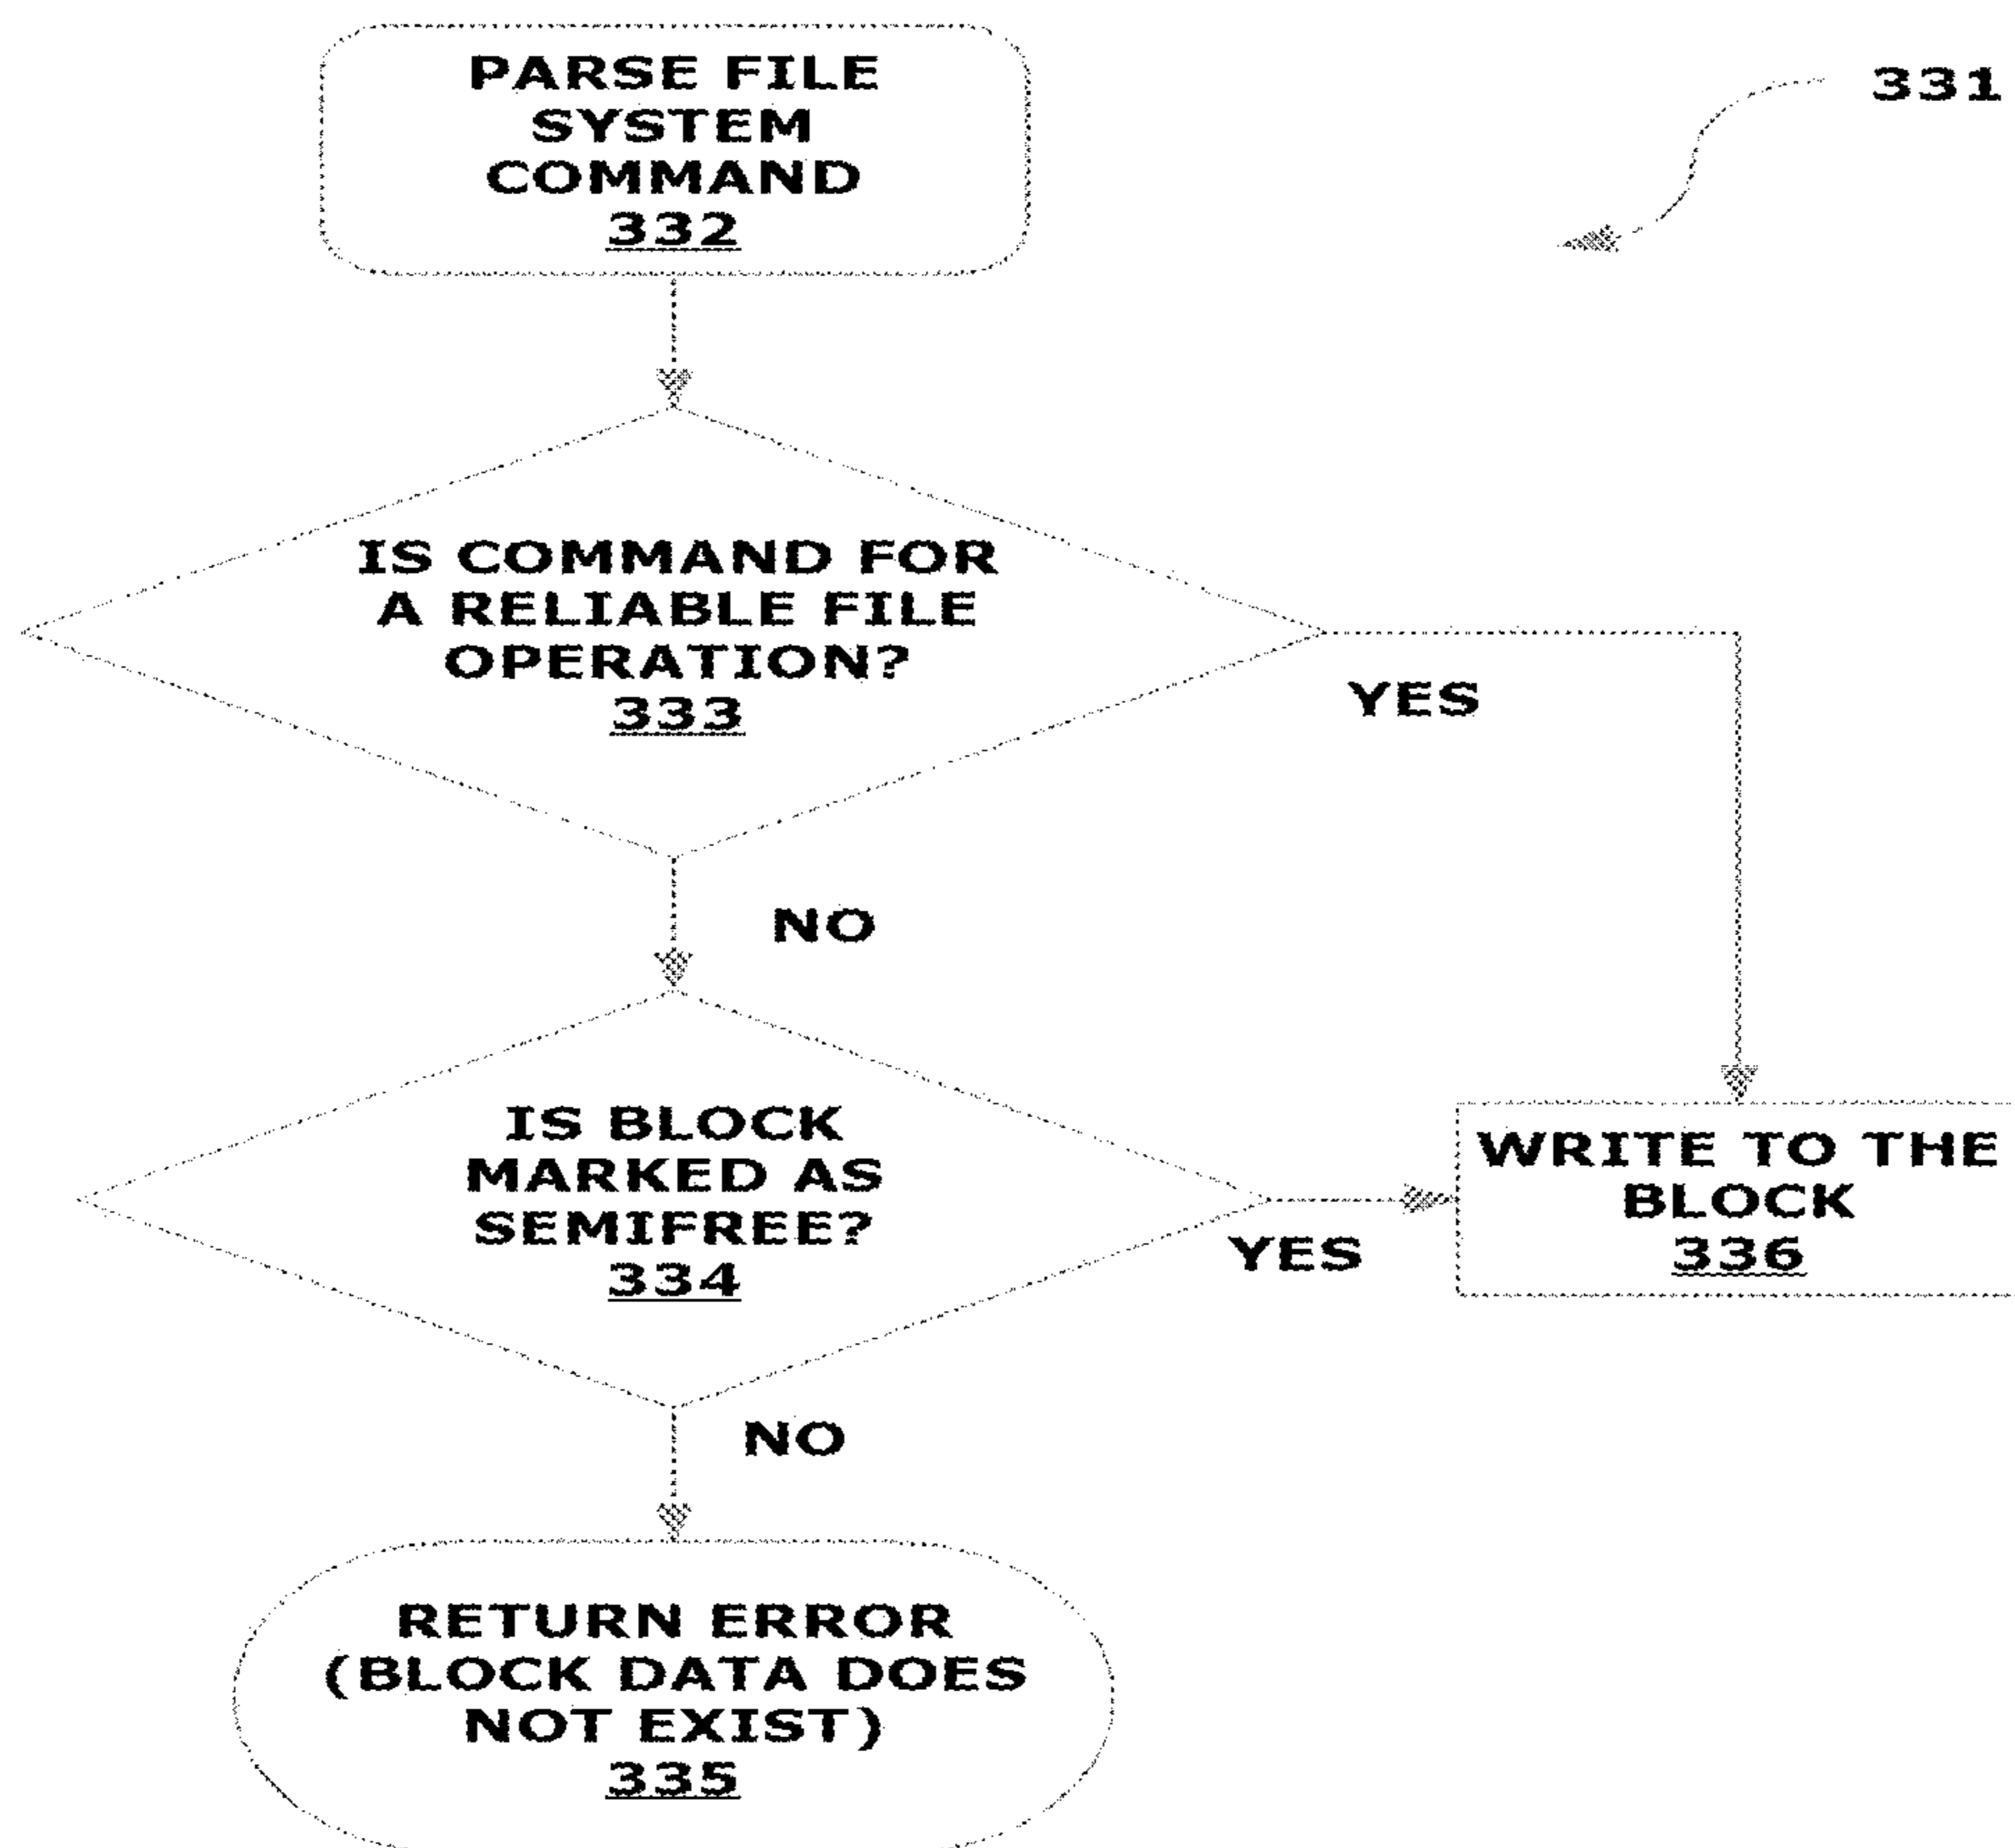 PARSE FILE
SYSTEM
COMMAND
332
331
IS COMMAND FOR
A RELIABLE FILE
OPERATION?
333
YES
NO
IS BLOCK
MARKED AS
SEMIFREE?
334
YES
WRITE TO THE
BLOCK
336
NO
RETURN ERROR
(BLOCK DATA DOES
NOT EXIST)
335